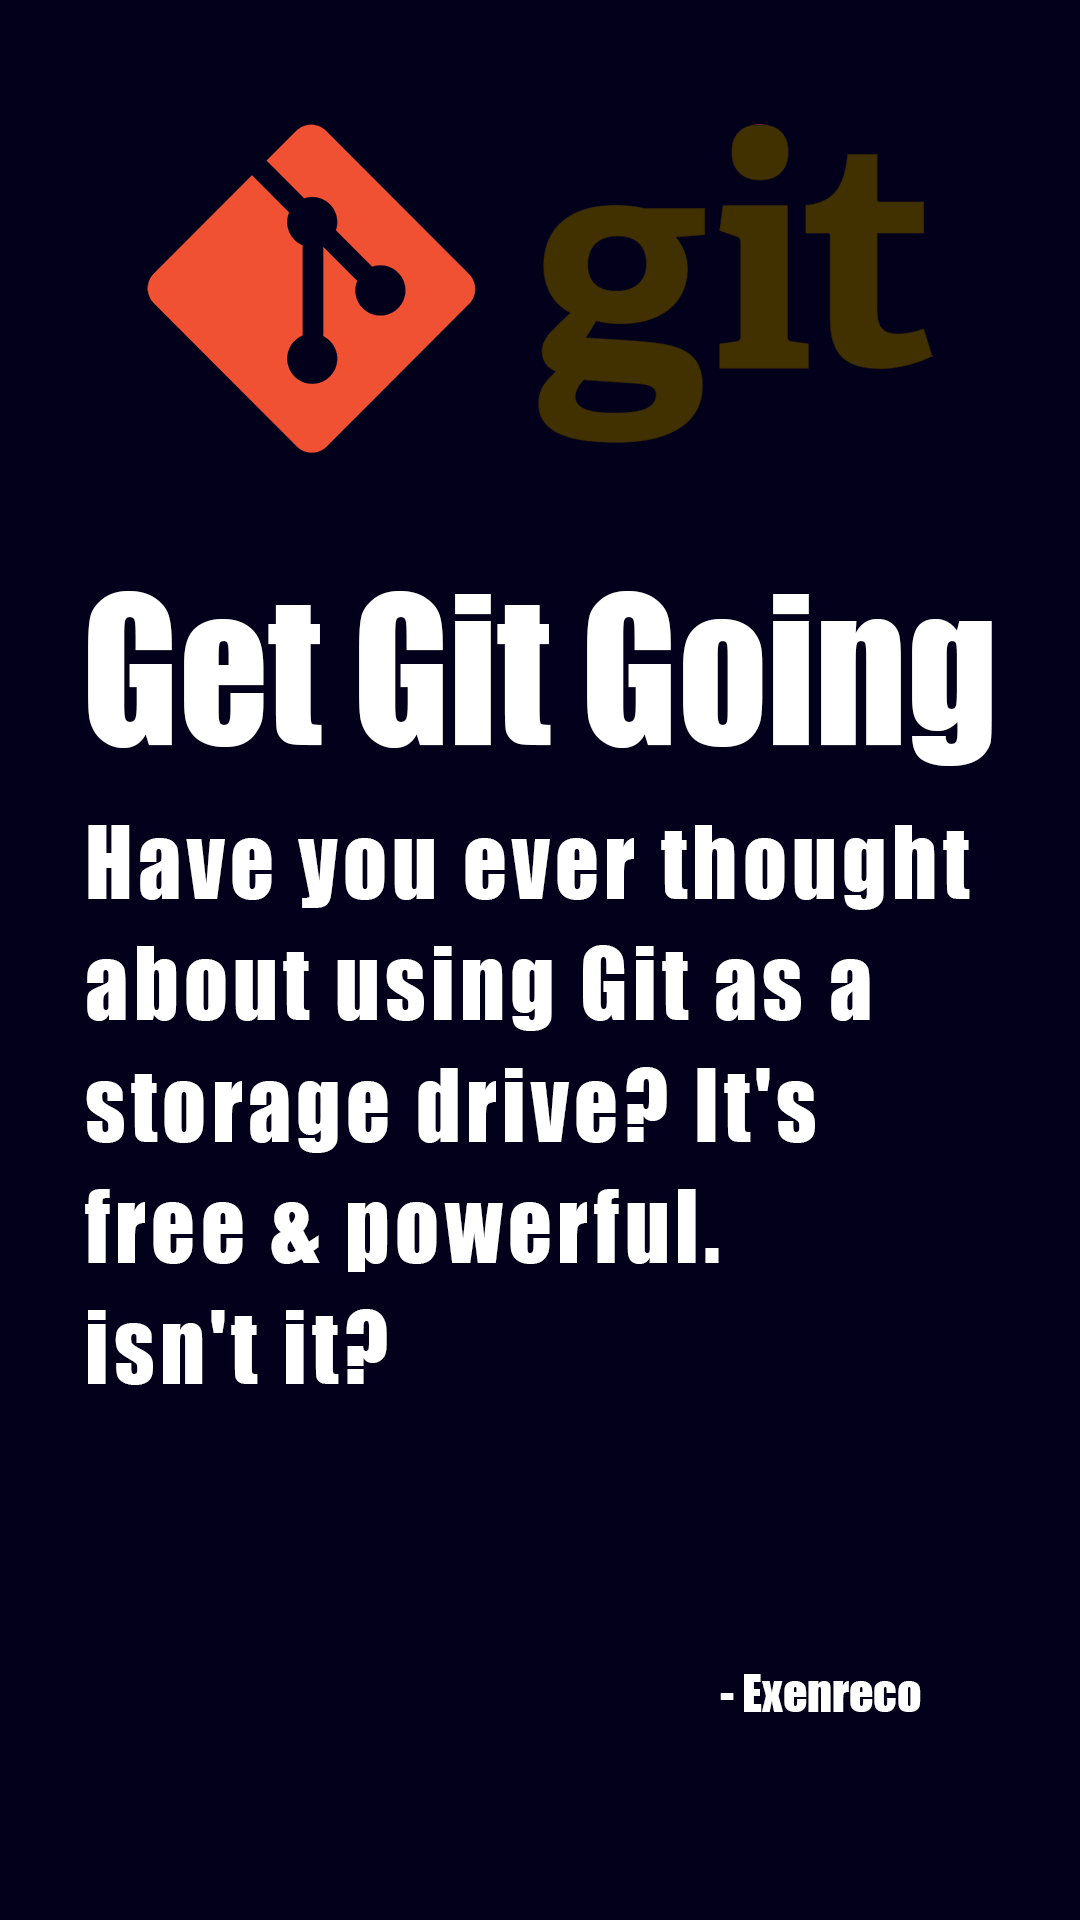 git
Get Git Going
Have you ever thought
about using Git as a
storage drive? It's
free & powerful.
isn't it?
- Exenreco